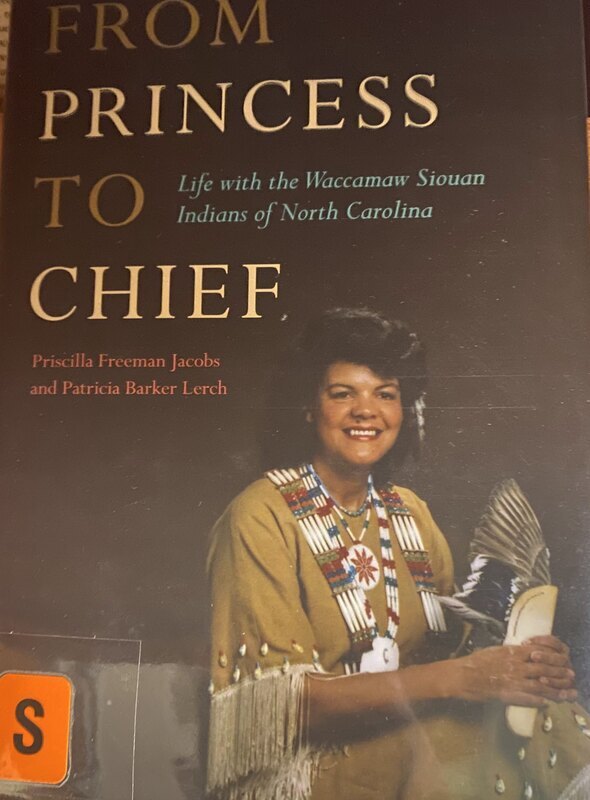 FROM
PRINCESS
TO
Life with the Waccamaw Siouan
Indians of North Carolina
CHIEF
Priscilla Freeman Jacobs
and Patricia Barker Lerch
S